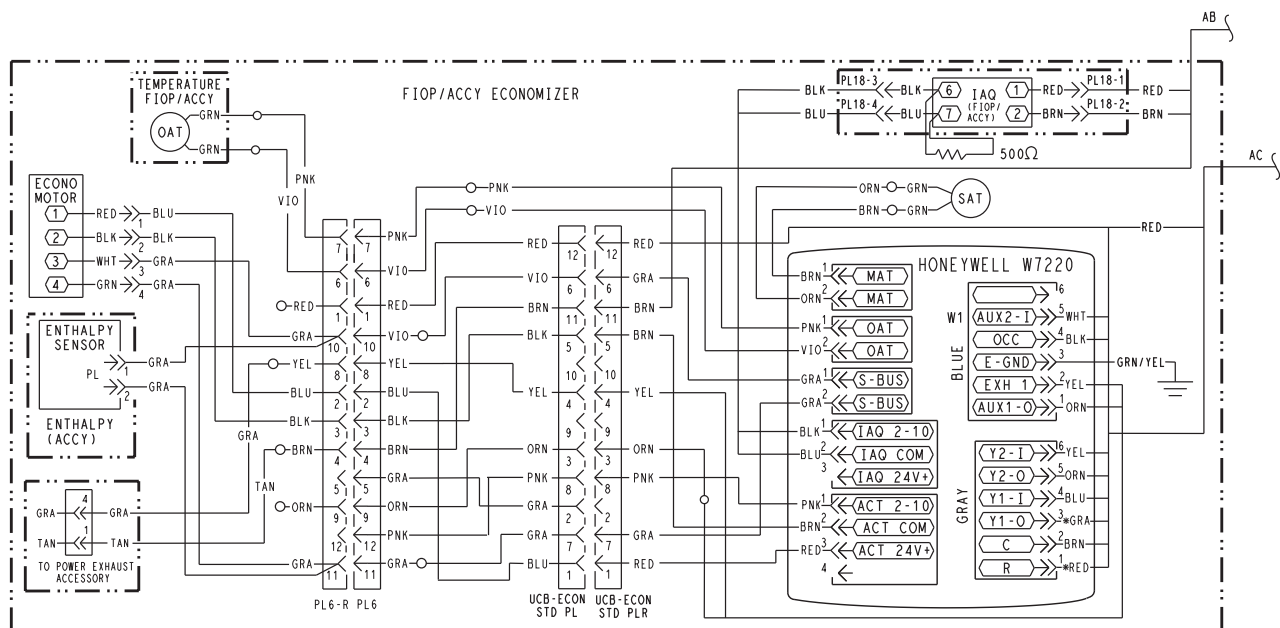 AB
FIOP/ACCY ECONOMIZER
TEMPERATURE
FIOP/ACCY
OAT
GRN
GRN
PNK
VIO
BLK PL18-3 BLK 6 IAQ 1 RED PL18-1 RED
(FIOP/
ACCY)
BLU PL18-4 BLU 7 2 BRN PL18-2 BRN
500Ω
AC
ECONO
MOTOR
1 RED 1 BLU
2 BLK 2 BLK
3 WHT 3 GRA
4 GRN 4 GRA
ENTHALPY
SENSOR
PL
1 GRA
2 GRA
ENTHALPY
(ACCY)
GRA 4 GRA
TAN 1 TAN
TO POWER EXHAUST
ACCESSORY
GRA
TAN
PNK
VIO
7 7 PNK
6 6 VIO
RED 1 1 RED
GRA 10 10 VIO
YEL 8 8 YEL
BLU 2 2 BLU
BLK 3 3 BLK
BRN 4 4 BRN
5 5 GRA
ORN 9 9 ORN
12 12 PNK
GRA 11 11 GRA
PL6-R PL6
RED 12 12 RED
VIO 6 6 GRA
BRN 11 11 BRN
BLK 5 5 BRN
10 10
YEL 4 4 YEL
9 9
ORN 3 3 ORN
PNK 8 8 PNK
GRA 2 2
GRA 7 7 GRA
BLU 1 1 RED
UCB-ECON
STD PL
UCB-ECON
STD PLR
ORN GRN
BRN GRN
SAT
RED
HONEYWELL W7220
BRN 1 MAT
ORN 2 MAT
PNK 1 OAT
VIO 2 OAT
GRA 1 S-BUS
GRA 2 S-BUS
BLK 1 IAQ 2-10
BLU 2 IAQ COM
3 IAQ 24V+
PNK 1 ACT 2-10
BRN 2 ACT COM
RED 3 ACT 24V+
4
BLUE
6
W1 AUX2-I 5 WHT
OCC 4 BLK
E-GND 3 GRN/YEL
EXH 1 2 YEL
AUX1-O 1 ORN
GRAY
Y2-I 6 YEL
Y2-O 5 ORN
Y1-I 4 BLU
Y1-O 3 *GRA
C 2 BRN
R 1 *RED